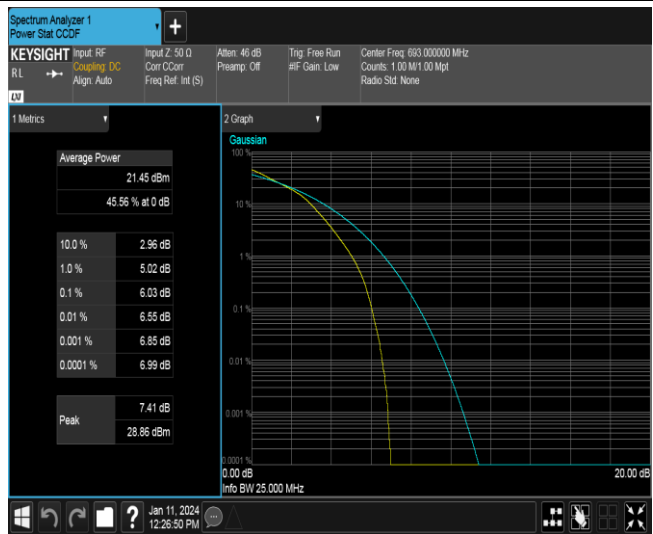 Spectrum Analyzer 1
Power Stat CCDF
+
KEYSIGHT
RL
Input: RF
Coupling: DC
Align: Auto
Input Z: 50 Ω
Corr CCorr
Freq Ref: Int (S)
Atten: 46 dB
Preamp: Off
Trig: Free Run
#IF Gain: Low
Center Freq: 693.000000 MHz
Counts: 1.00 M/1.00 Mpt
Radio Std: None
LXI
1 Metrics
Average Power
21.45 dBm
45.56 % at 0 dB
10.0 % 2.96 dB
1.0 % 5.02 dB
0.1 % 6.03 dB
0.01 % 6.55 dB
0.001 % 6.85 dB
0.0001 % 6.99 dB
Peak
7.41 dB
28.86 dBm
2 Graph
Gaussian
100 %
10 %
1 %
0.1 %
0.01 %
0.001 %
0.0001 %
0.00 dB 20.00 dB
Info BW 25.000 MHz
?
Jan 11, 2024
12:26:50 PM